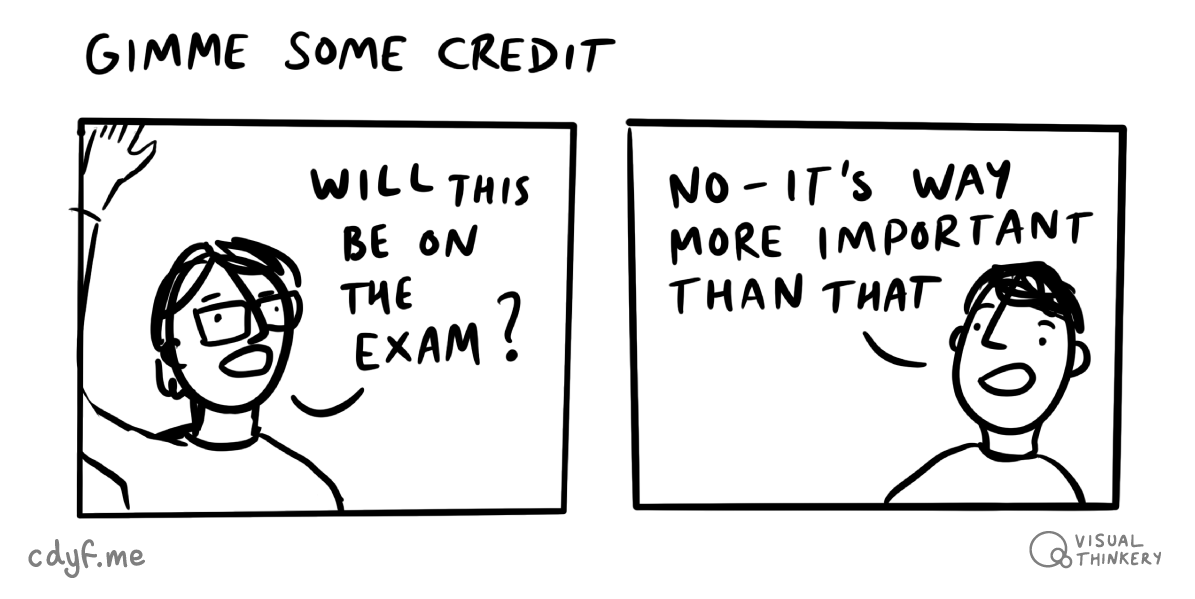 GIMME SOME CREDIT
WILL THIS
BE ON
THE
EXAM?
NO - IT'S WAY
MORE IMPORTANT
THAN THAT
cdyf.me
VISUAL
THINKERY